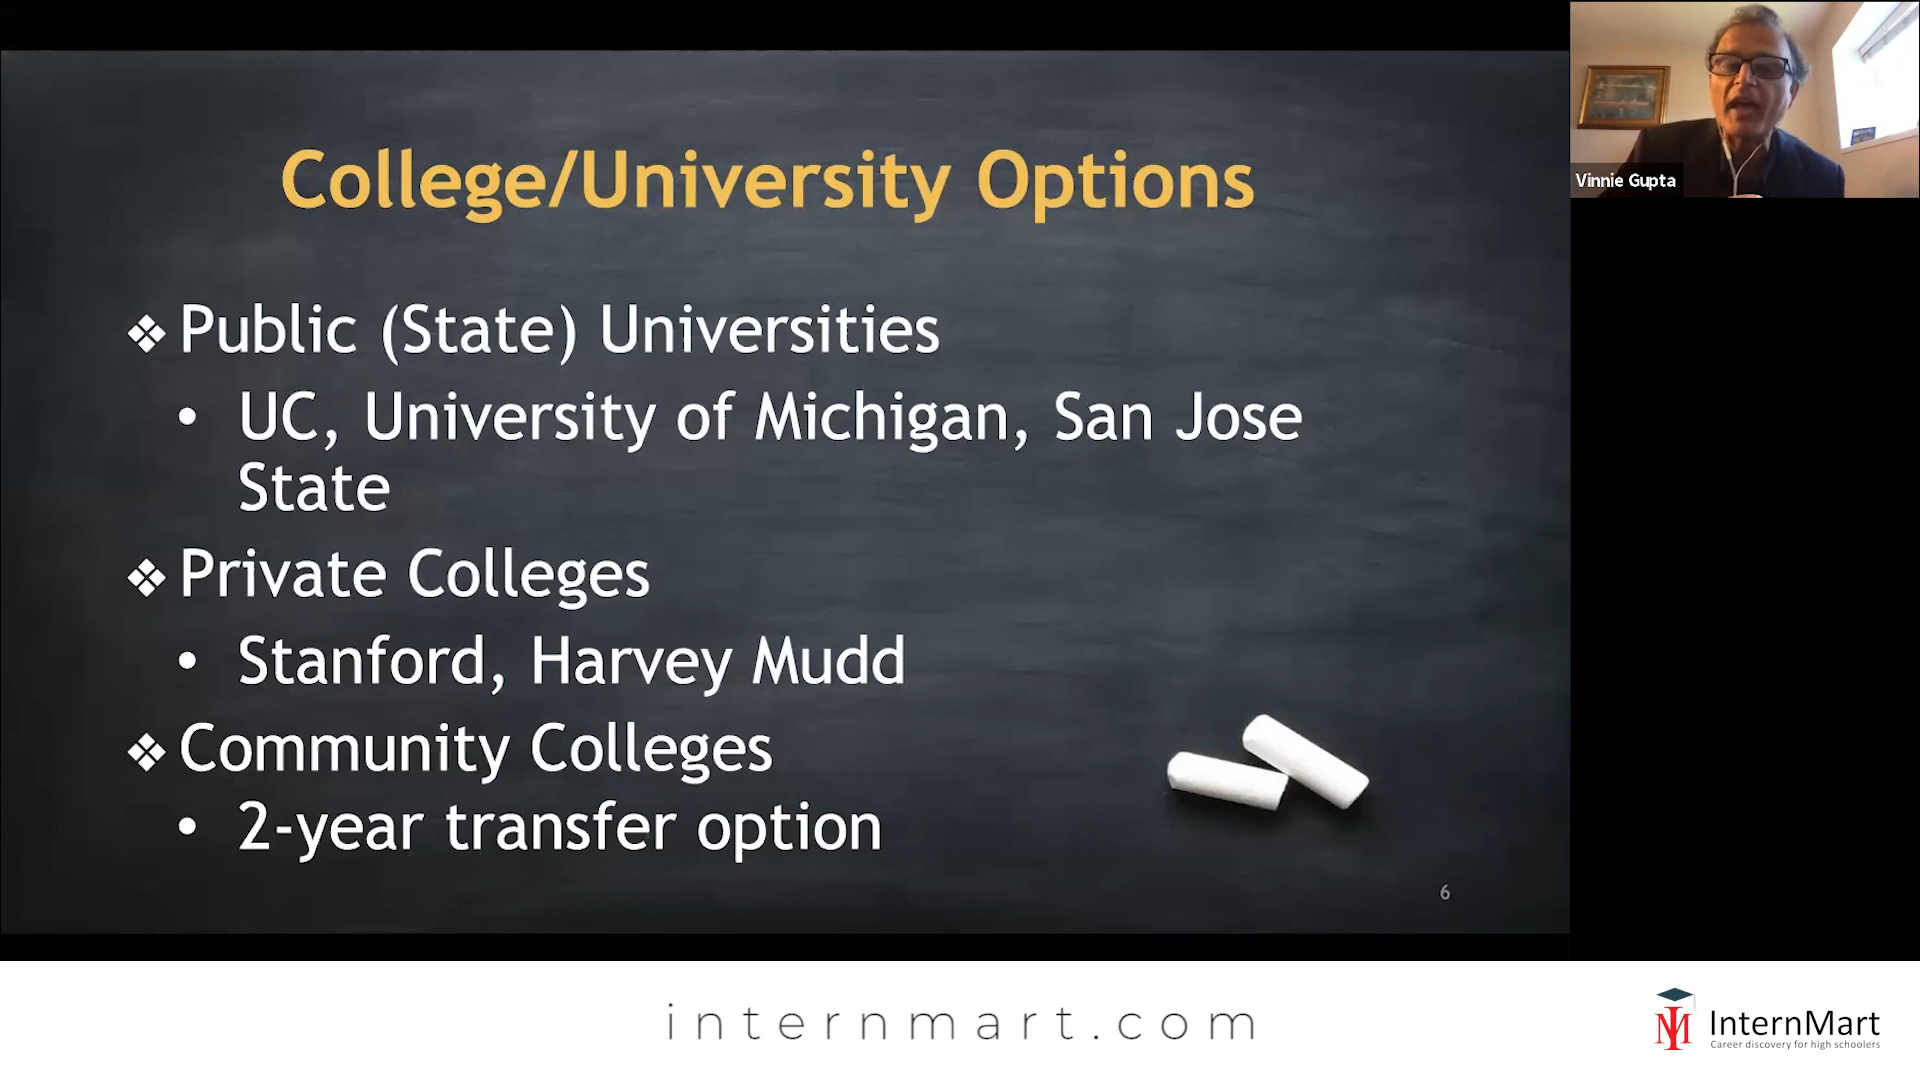 College/University Options
❖ Public (State) Universities
• UC, University of Michigan, San Jose
State
❖ Private Colleges
• Stanford, Harvey Mudd
❖ Community Colleges
• 2-year transfer option
6
Vinnie Gupta
internmart.com
InternMart
Career discovery for high schoolers